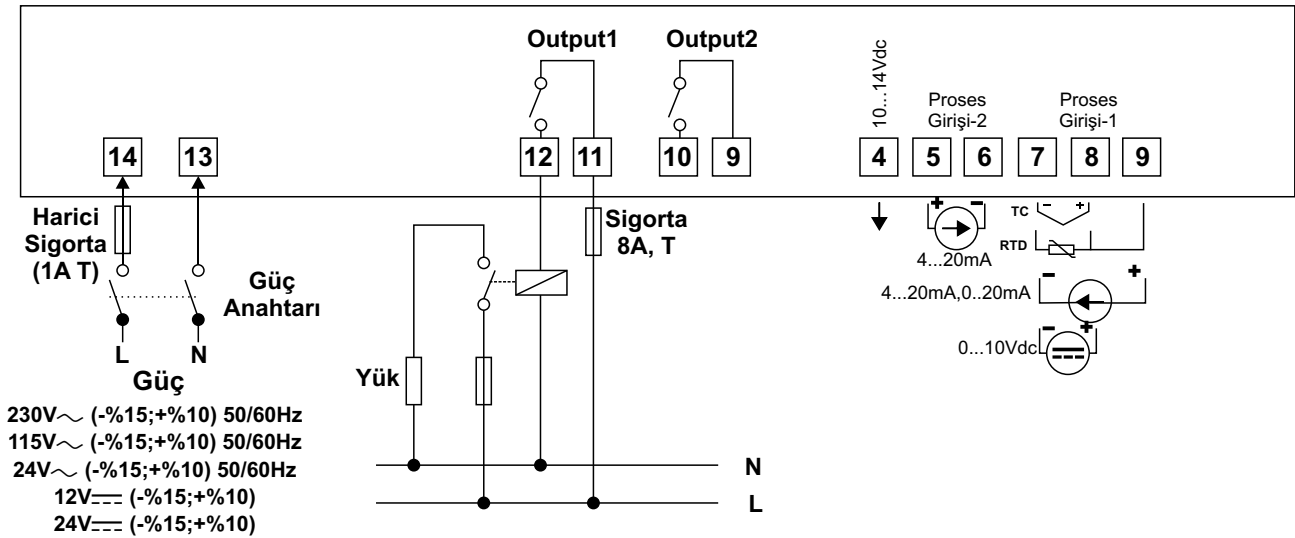 Output1
Output2
10...14Vdc
Proses
Girişi-2
Proses
Girişi-1
14
13
12
11
10
9
4
5
6
7
8
9
Harici
Sigorta
(1A T)
Güç
Anahtarı
L
N
Güç
230V~ (-%15;+%10) 50/60Hz
115V~ (-%15;+%10) 50/60Hz
24V~ (-%15;+%10) 50/60Hz
12V⎓ (-%15;+%10)
24V⎓ (-%15;+%10)
Sigorta
8A, T
Yük
N
L
+ -
4...20mA
TC
- +
RTD
- +
4...20mA,0..20mA
- +
0...10Vdc